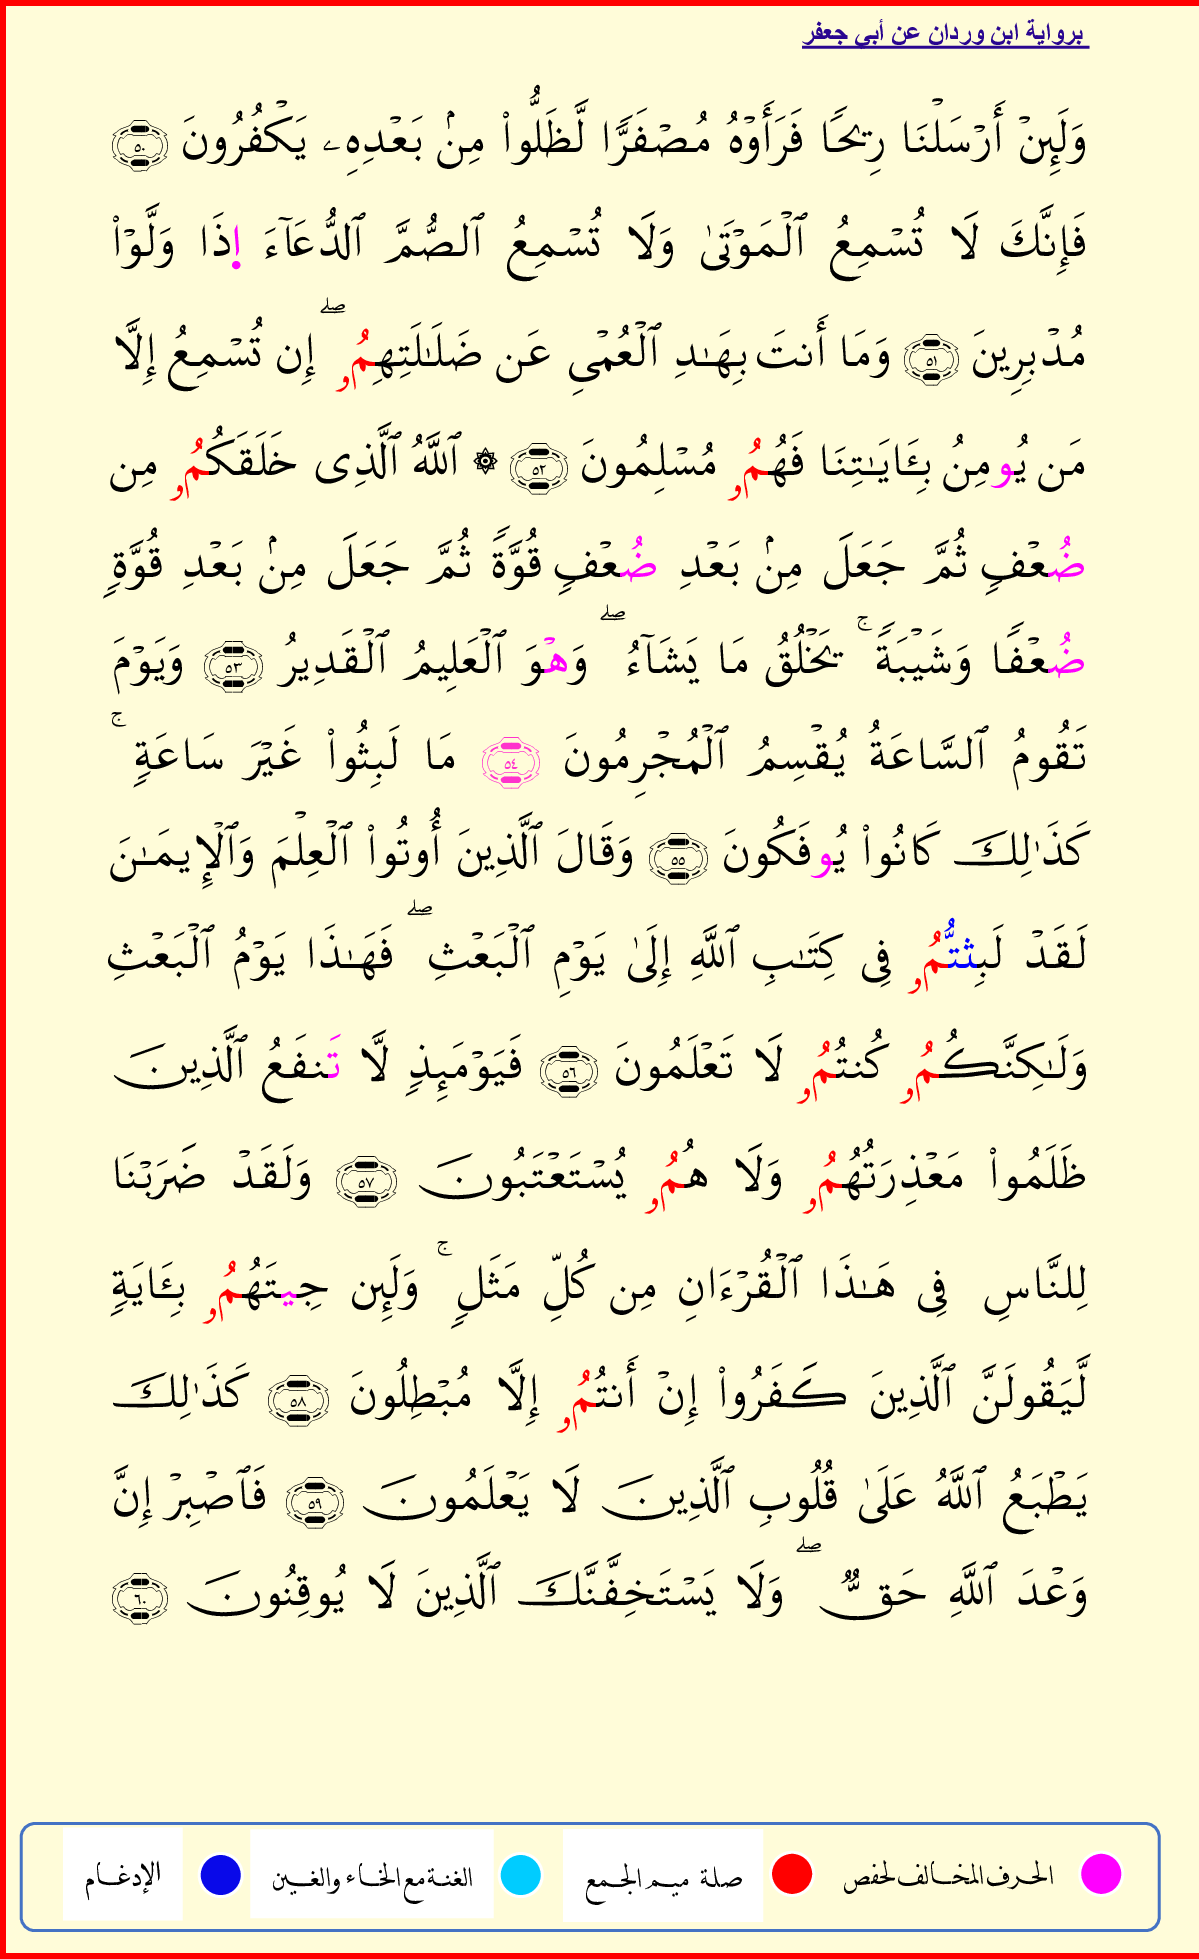 برواية ابن وردان عن أبي جعفر
وَلَئِنۡ أَرۡسَلۡنَا رِيحٗا فَرَأَوۡهُ مُصۡفَرّٗا لَّظَلُّواْ مِنۢ بَعۡدِهِۦ يَكۡفُرُونَ ٥٠
فَإِنَّكَ لَا تُسۡمِعُ ٱلۡمَوۡتَىٰ وَلَا تُسۡمِعُ ٱلصُّمَّ ٱلدُّعَآءَ ا۪ذَا وَلَّوۡاْ
مُدۡبِرِينَ ٥١ وَمَا أَنتَ بِهَٰدِ ٱلۡعُمۡيِ عَن ضَلَٰلَتِهِمُۥۖ إِن تُسۡمِعُ إِلَّا
مَن يُومِنُ بِـَٔايَٰتِنَا فَهُمُۥ مُسۡلِمُونَ ٥٢ ۞ ٱللَّهُ ٱلَّذِي خَلَقَكُمُۥ مِن
ضُعۡفٖ ثُمَّ جَعَلَ مِنۢ بَعۡدِ ضُعۡفٖ قُوَّةٗ ثُمَّ جَعَلَ مِنۢ بَعۡدِ قُوَّةٖ
ضُعۡفٗا وَشَيۡبَةٗۚ يَخۡلُقُ مَا يَشَآءُۖ وَهۡوَ ٱلۡعَلِيمُ ٱلۡقَدِيرُ ٥٣ وَيَوۡمَ
تَقُومُ ٱلسَّاعَةُ يُقۡسِمُ ٱلۡمُجۡرِمُونَ ٥٤ مَا لَبِثُواْ غَيۡرَ سَاعَةٖۚ
كَذَٰلِكَ كَانُواْ يُوفَكُونَ ٥٥ وَقَالَ ٱلَّذِينَ أُوتُواْ ٱلۡعِلۡمَ وَٱلۡإِيمَٰنَ
لَقَدۡ لَبِثتُّمُۥ فِي كِتَٰبِ ٱللَّهِ إِلَىٰ يَوۡمِ ٱلۡبَعۡثِۖ فَهَٰذَا يَوۡمُ ٱلۡبَعۡثِ
وَلَٰكِنَّكُمُۥ كُنتُمُۥ لَا تَعۡلَمُونَ ٥٦ فَيَوۡمَئِذٖ لَّا تَنفَعُ ٱلَّذِينَ
ظَلَمُواْ مَعۡذِرَتُهُمُۥ وَلَا هُمُۥ يُسۡتَعۡتَبُونَ ٥٧ وَلَقَدۡ ضَرَبۡنَا
لِلنَّاسِ فِي هَٰذَا ٱلۡقُرۡءَانِ مِن كُلِّ مَثَلٖۚ وَلَئِن جِيتَهُمُۥ بِـَٔايَةٖ
لَّيَقُولَنَّ ٱلَّذِينَ كَفَرُواْ إِنۡ أَنتُمُۥ إِلَّا مُبۡطِلُونَ ٥٨ كَذَٰلِكَ
يَطۡبَعُ ٱللَّهُ عَلَىٰ قُلُوبِ ٱلَّذِينَ لَا يَعۡلَمُونَ ٥٩ فَٱصۡبِرۡ إِنَّ
وَعۡدَ ٱللَّهِ حَقّٞۖ وَلَا يَسۡتَخِفَّنَّكَ ٱلَّذِينَ لَا يُوقِنُونَ ٦٠
الحرف المخالف لحفص صلة ميم الجمع الغنة مع الخاء والغين الإدغام